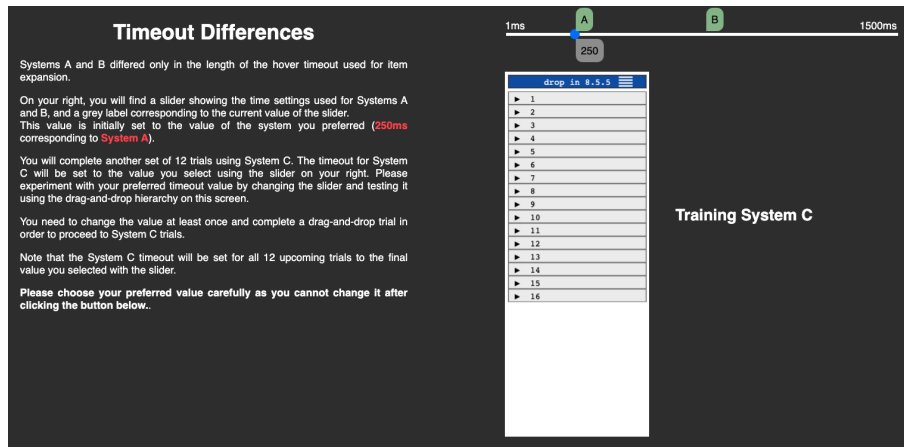 Timeout Differences
Systems A and B differed only in the length of the hover timeout used for item
expansion.
On your right, you will find a slider showing the time settings used for Systems A
and B, and a grey label corresponding to the current value of the slider.
This value is initially set to the value of the system you preferred (250ms
corresponding to System A).
You will complete another set of 12 trials using System C. The timeout for System
C will be set to the value you select using the slider on your right. Please
experiment with your preferred timeout value by changing the slider and testing it
using the drag-and-drop hierarchy on this screen.
You need to change the value at least once and complete a drag-and-drop trial in
order to proceed to System C trials.
Note that the System C timeout will be set for all 12 upcoming trials to the final
value you selected with the slider.
Please choose your preferred value carefully as you cannot change it after
clicking the button below..
1ms A B 1500ms
250
drop in 8.5.5
1
2
3
4
5
6
7
8
9
10
11
12
13
14
15
16
Training System C